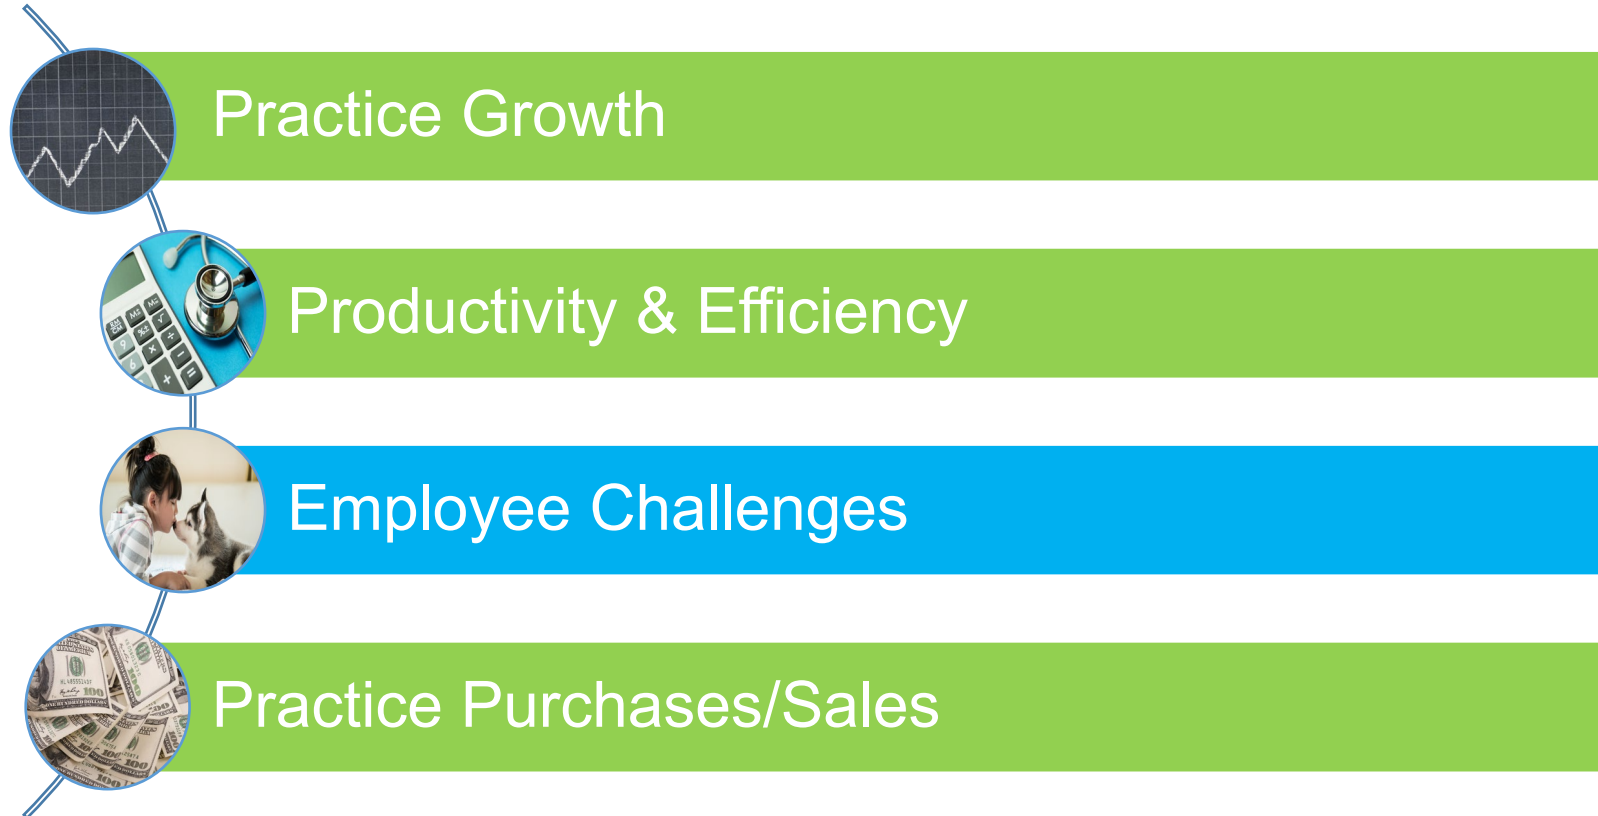 Practice Growth
Productivity & Efficiency
Employee Challenges
Practice Purchases/Sales